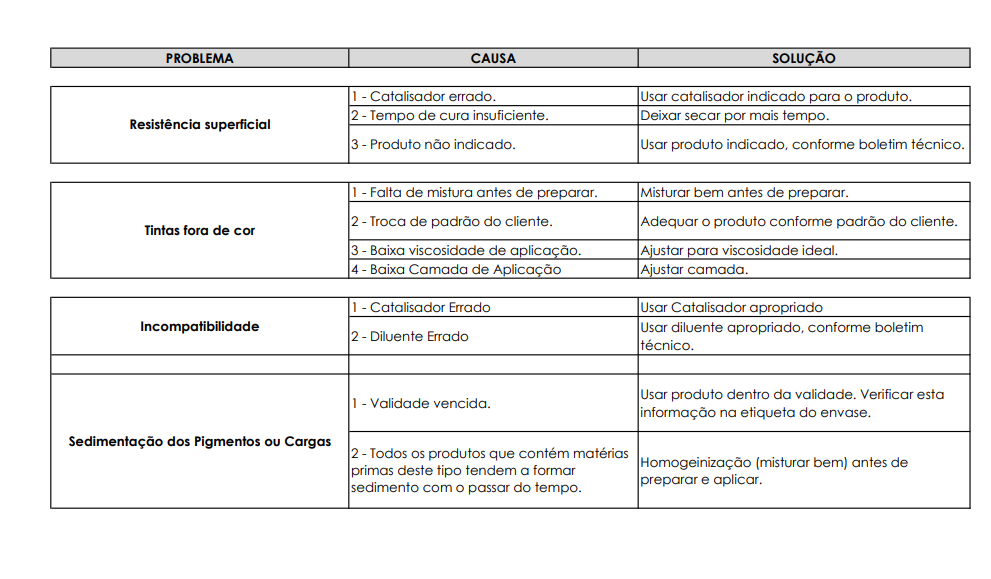 PROBLEMA CAUSA SOLUÇÃO
Resistência superficial
1 - Catalisador errado. Usar catalisador indicado para o produto.
2 - Tempo de cura insuficiente. Deixar secar por mais tempo.
3 - Produto não indicado. Usar produto indicado, conforme boletim técnico.
Tintas fora de cor
1 - Falta de mistura antes de preparar. Misturar bem antes de preparar.
2 - Troca de padrão do cliente. Adequar o produto conforme padrão do cliente.
3 - Baixa viscosidade de aplicação. Ajustar para viscosidade ideal.
4 - Baixa Camada de Aplicação Ajustar camada.
Incompatibilidade
1 - Catalisador Errado Usar Catalisador apropriado
2 - Diluente Errado
Usar diluente apropriado, conforme boletim
técnico.
Sedimentação dos Pigmentos ou Cargas
1 - Validade vencida.
Usar produto dentro da validade. Verificar esta
informação na etiqueta do envase.
2 - Todos os produtos que contém matérias
primas deste tipo tendem a formar
sedimento com o passar do tempo.
Homogeinização (misturar bem) antes de
preparar e aplicar.